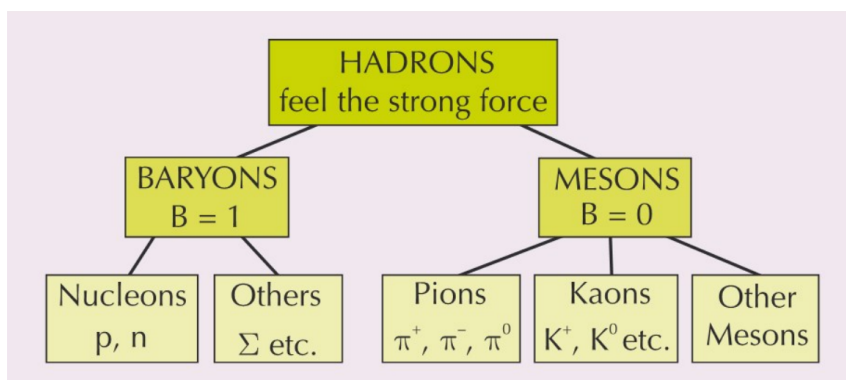 HADRONS
feel the strong force
BARYONS
B = 1
MESONS
B = 0
Nucleons
p, n
Others
Σ etc.
Pions
π⁺, π⁻, π⁰
Kaons
K⁺, K⁰ etc.
Other
Mesons